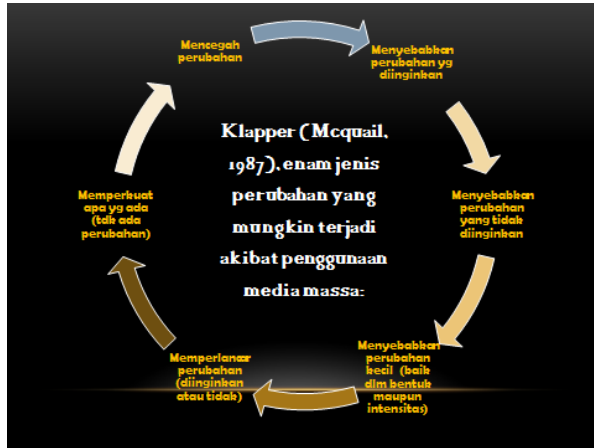 Mencegah
perubahan
Menyebabkan
perubahan yg
diinginkan
Klapper (Mcquail,
1987), enam jenis
perubahan yang
mungkin terjadi
akibat penggunaan
media massa:
Menyebabkan
perubahan
yang tidak
diinginkan
Menyebabkan
perubahan
kecil (baik
dlm bentuk
maupun
intensitas)
Memperlancar
perubahan
(diinginkan
atau tidak)
Memperkuat
apa yg ada
(tdk ada
perubahan)